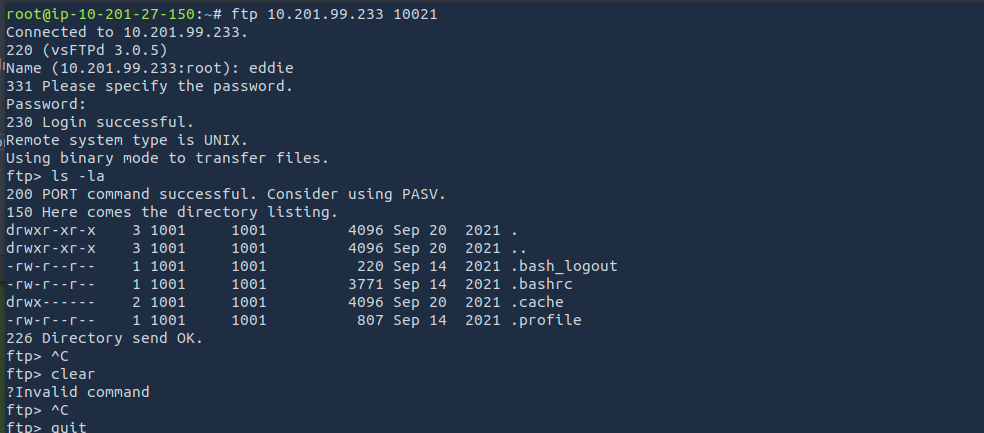 root@ip-10-201-27-150:~# ftp 10.201.99.233 10021
Connected to 10.201.99.233.
220 (vsFTPd 3.0.5)
Name (10.201.99.233:root): eddie
331 Please specify the password.
Password:
230 Login successful.
Remote system type is UNIX.
Using binary mode to transfer files.
ftp> ls -la
200 PORT command successful. Consider using PASV.
150 Here comes the directory listing.
drwxr-xr-x    3 1001     1001         4096 Sep 20  2021 .
drwxr-xr-x    3 1001     1001         4096 Sep 20  2021 ..
-rw-r--r--    1 1001     1001          220 Sep 14  2021 .bash_logout
-rw-r--r--    1 1001     1001         3771 Sep 14  2021 .bashrc
drwx------    2 1001     1001         4096 Sep 20  2021 .cache
-rw-r--r--    1 1001     1001          807 Sep 14  2021 .profile
226 Directory send OK.
ftp> ^C
ftp> clear
?Invalid command
ftp> ^C
ftp> quit